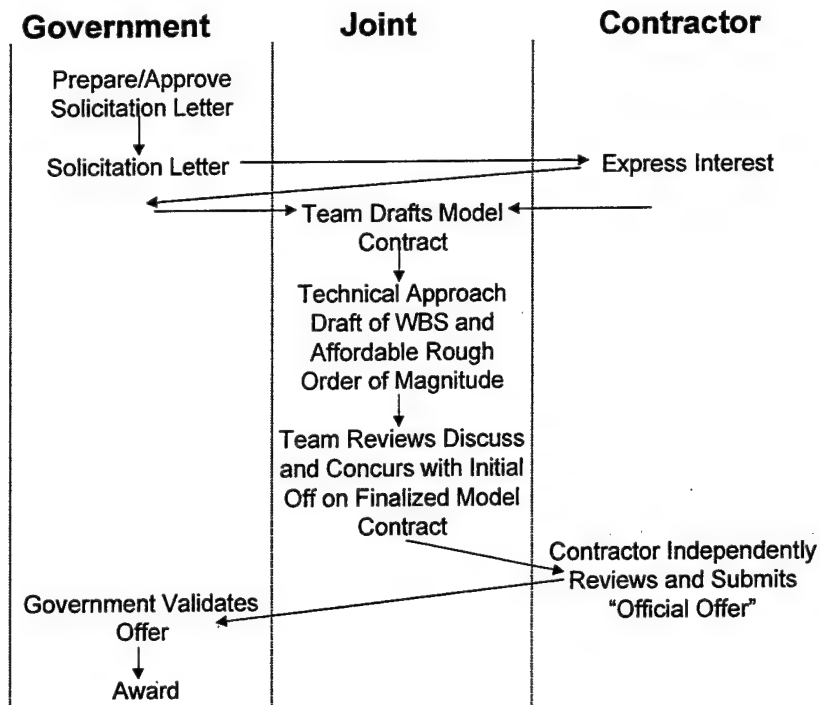 Government
Joint
Contractor
Prepare/Approve
Solicitation Letter
Solicitation Letter
Express Interest
Team Drafts Model
Contract
Technical Approach
Draft of WBS and
Affordable Rough
Order of Magnitude
Team Reviews Discuss
and Concurs with Initial
Off on Finalized Model
Contract
Contractor Independently
Reviews and Submits
“Official Offer”
Government Validates
Offer
Award